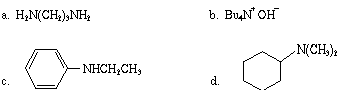 a. H₂N(CH₂)₃NH₂
b. Bu₄N⁺ OH⁻
c. NHCH₂CH₃
d. N(CH₃)₂